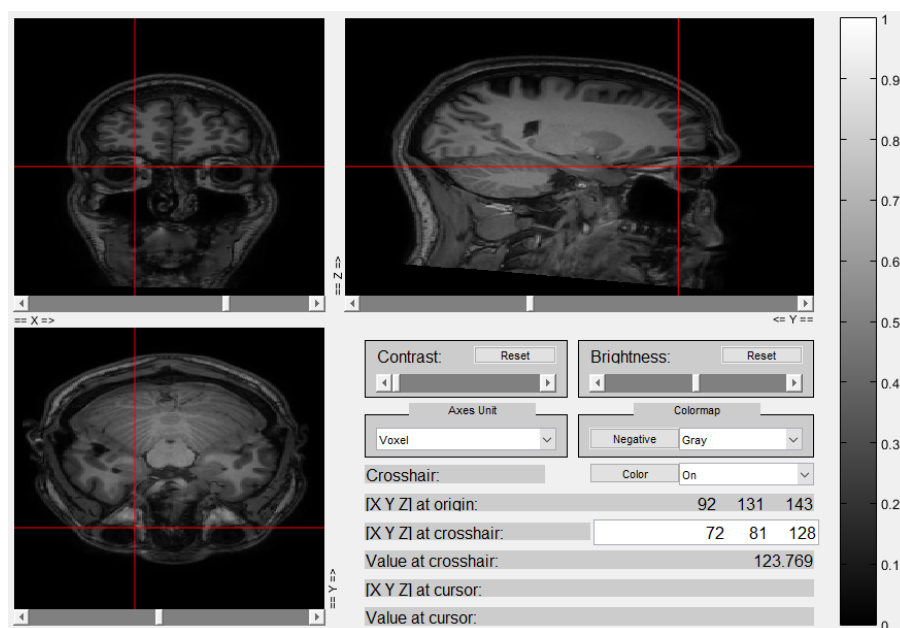 1
0.9
0.8
0.7
0.6
0.5
0.4
0.3
0.2
0.1
0
== Z =>
== X =>
<= Y ==
== Y =>
Contrast: Reset
Brightness: Reset
Axes Unit
Voxel
Colormap
Negative Gray
Crosshair: Color On
[X Y Z] at origin: 92 131 143
[X Y Z] at crosshair: 72 81 128
Value at crosshair: 123.769
[X Y Z] at cursor:
Value at cursor: